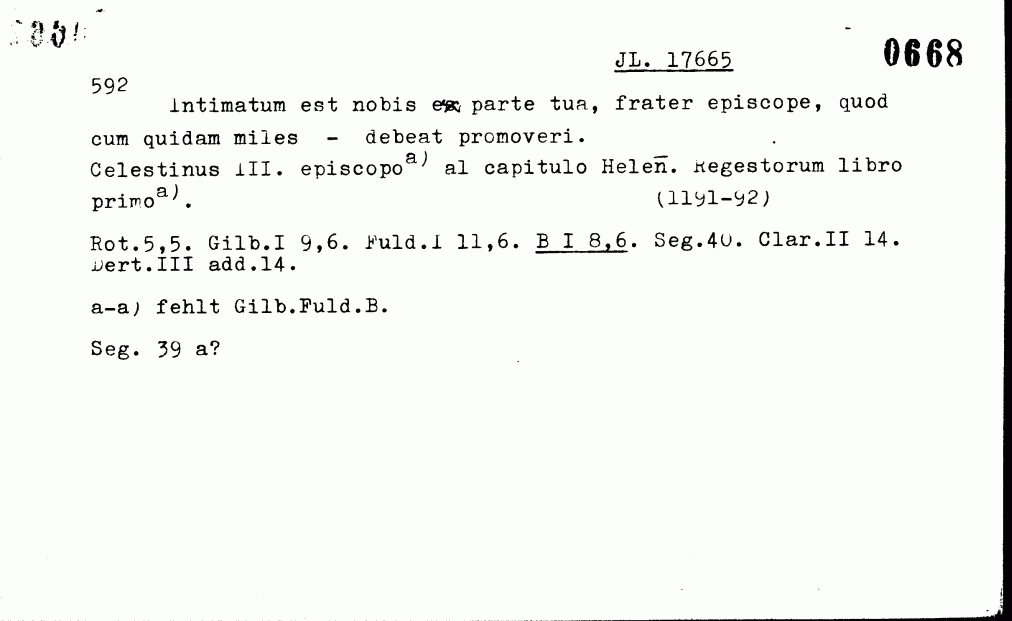 JL. 17665 0668
592
Intimatum est nobis ex parte tua, frater episcope, quod
cum quidam miles – debeat promoveri.
Celestinus III. episcopo a) al capitulo Heleñ. Regestorum libro
primo a). (1191-92)
Rot.5,5. Gilb.I 9,6. Fuld.I 11,6. B I 8,6. Seg.40. Clar.II 14.
Dert.III add.14.
a-a) fehlt Gilb.Fuld.B.
Seg. 39 a?